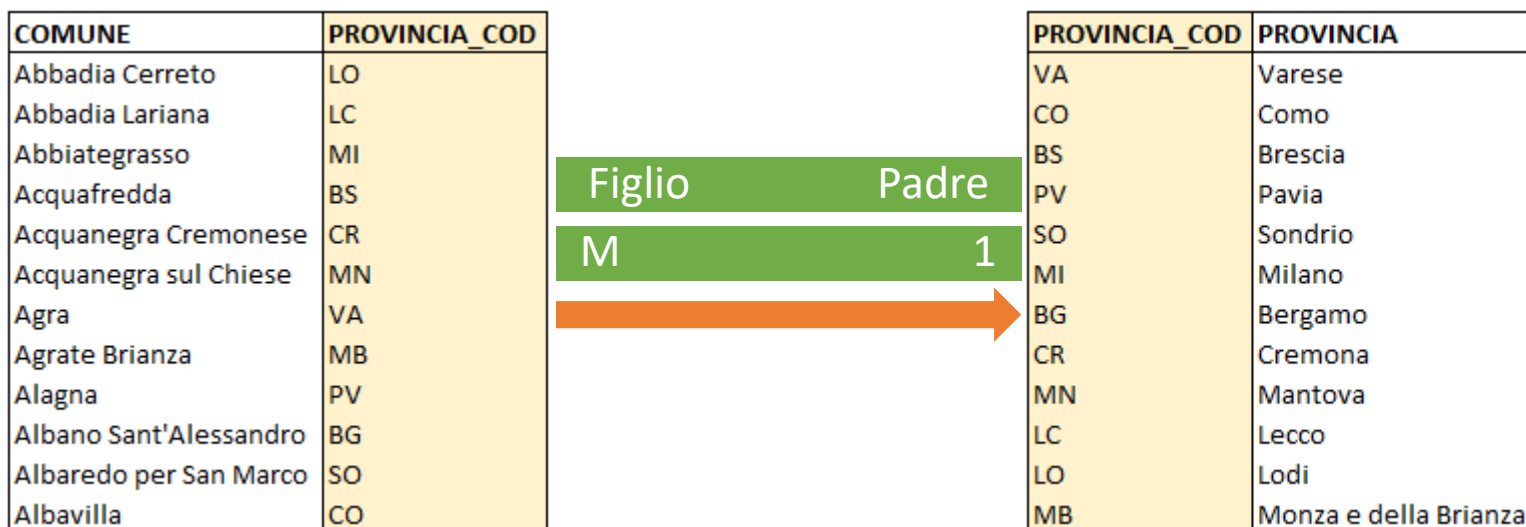 COMUNE PROVINCIA_COD
Abbadia Cerreto LO
Abbadia Lariana LC
Abbiategrasso MI
Acquafredda BS
Acquanegra Cremonese CR
Acquanegra sul Chiese MN
Agra VA
Agrate Brianza MB
Alagna PV
Albano Sant'Alessandro BG
Albaredo per San Marco SO
Albavilla CO
Figlio Padre
M 1
PROVINCIA_COD PROVINCIA
VA Varese
CO Como
BS Brescia
PV Pavia
SO Sondrio
MI Milano
BG Bergamo
CR Cremona
MN Mantova
LC Lecco
LO Lodi
MB Monza e della Brianza